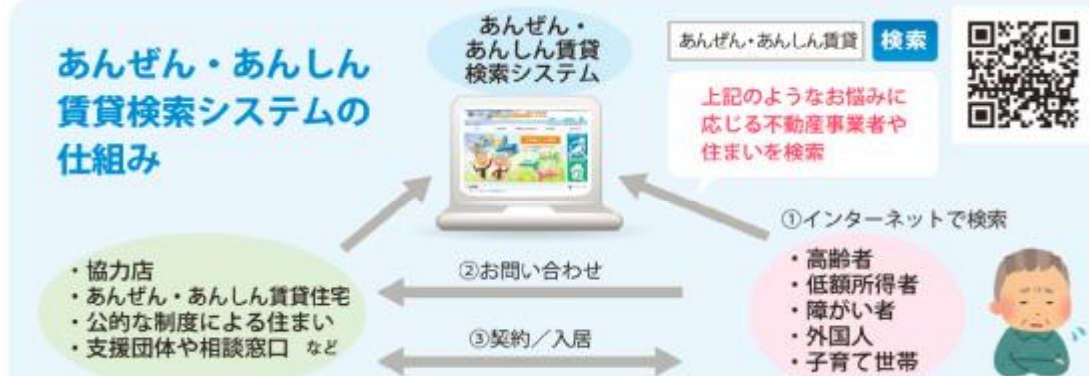 あんぜん・あんしん
賃貸検索システムの
仕組み
あんぜん・
あんしん賃貸
検索システム
あんぜん・あんしん賃貸 検索
上記のようなお悩みに
応じる不動産事業者や
住まいを検索
①インターネットで検索
・協力店
・あんぜん・あんしん賃貸住宅
・公的な制度による住まい
・支援団体や相談窓口 など
②お問い合わせ
③契約／入居
・高齢者
・低額所得者
・障がい者
・外国人
・子育て世帯